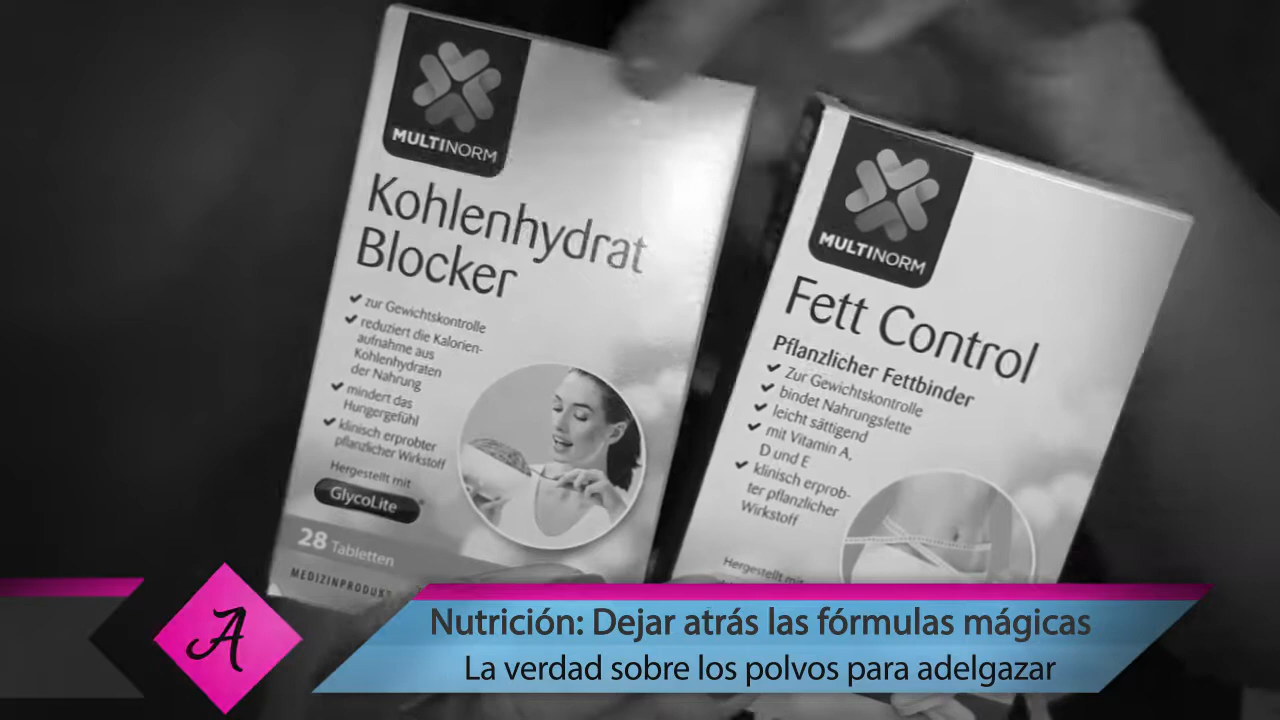 MULTINORM
Kohlenhydrat
Blocker
✔ zur Gewichtskontrolle
✔ reduziert die Kalorien-
aufnahme aus
Kohlenhydraten
der Nahrung
✔ mindert das
Hungergefühl
✔ klinisch erprobter
pflanzlicher Wirkstoff
Hergestellt mit
GlycoLite®
28 Tabletten
MULTINORM
Fett Control
Pflanzlicher Fettbinder
✔ Zur Gewichtskontrolle
✔ bindet Nahrungsfette
✔ leicht sättigend
✔ mit Vitamin A,
D und E
✔ klinisch erprob-
ter pflanzlicher
Wirkstoff
Hergestellt mit
A
Nutrición: Dejar atrás las fórmulas mágicas
La verdad sobre los polvos para adelgazar